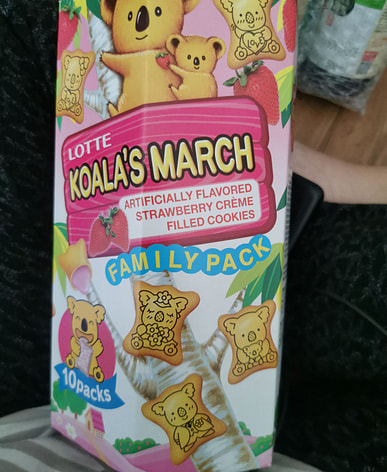 LOTTE
KOALA'S MARCH
ARTIFICIALLY FLAVORED
STRAWBERRY CRÈME
FILLED COOKIES
FAMILY PACK
10packs